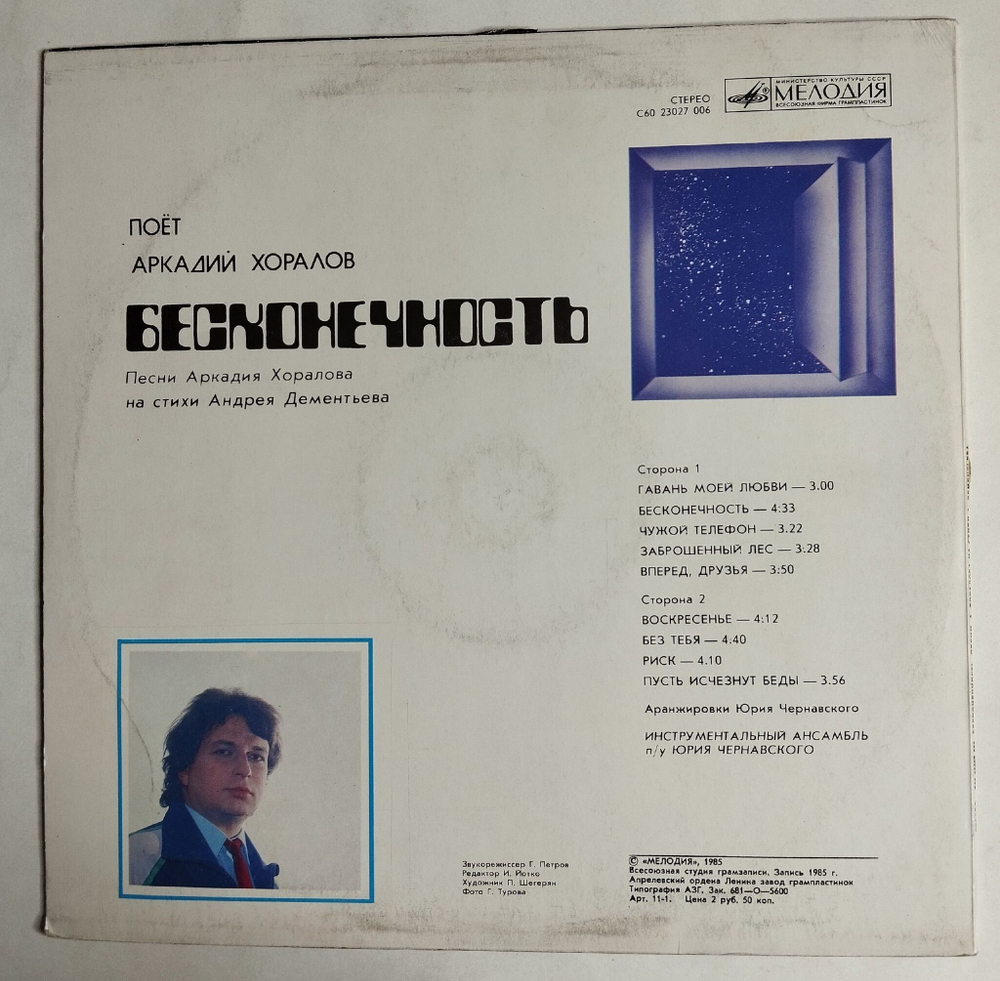 СТЕРЕО
С60 23027 006
МИНИСТЕРСТВО КУЛЬТУРЫ СССР
МЕЛОДИЯ
ВСЕСОЮЗНАЯ ФИРМА ГРАМПЛАСТИНОК
ПОЁТ
АРКАДИЙ ХОРАЛОВ
БЕСКОНЕЧНОСТЬ
Песни Аркадия Хоралова
на стихи Андрея Дементьева
Сторона 1
ГАВАНЬ МОЕЙ ЛЮБВИ — 3.00
БЕСКОНЕЧНОСТЬ — 4:33
ЧУЖОЙ ТЕЛЕФОН — 3.22
ЗАБРОШЕННЫЙ ЛЕС — 3:28
ВПЕРЕД, ДРУЗЬЯ — 3:50
Сторона 2
ВОСКРЕСЕНЬЕ — 4:12
БЕЗ ТЕБЯ — 4:40
РИСК — 4.10
ПУСТЬ ИСЧЕЗНУТ БЕДЫ — 3.56
Аранжировки Юрия Чернавского
ИНСТРУМЕНТАЛЬНЫЙ АНСАМБЛЬ
п/у ЮРИЯ ЧЕРНАВСКОГО
Звукорежиссер Г. Петров
Редактор И. Йотко
Художник П. Шегерян
Фото Г. Турова
© «МЕЛОДИЯ», 1985
Всесоюзная студия грамзаписи. Запись 1985 г.
Апрелевский ордена Ленина завод грампластинок
Типография АЗГ. Зак. 681—О—5600
Арт. 11-1. Цена 2 руб. 50 коп.